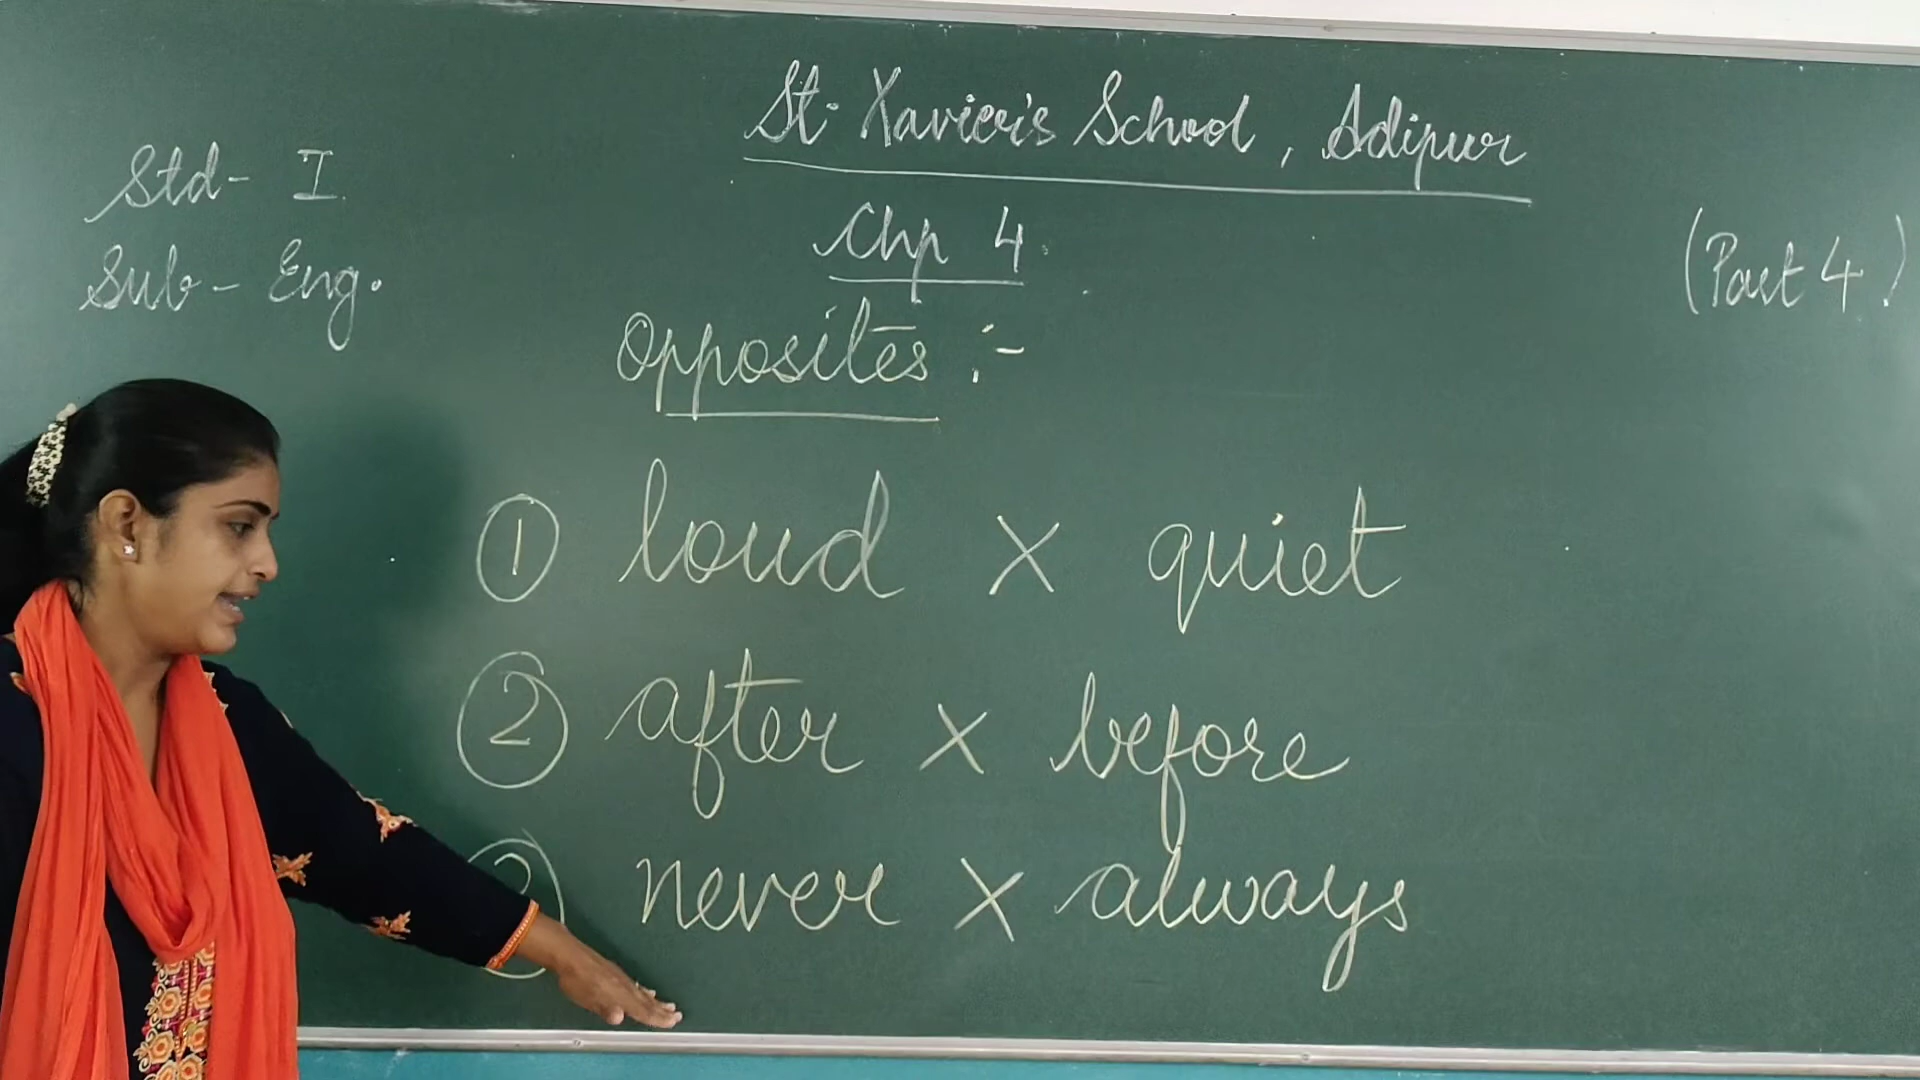 St. Xavier's School, Adipur
Std- I
Sub- Eng.
Chp 4.
(Part 4)
Opposites :-
① loud X quiet
② after X before
③ never X always